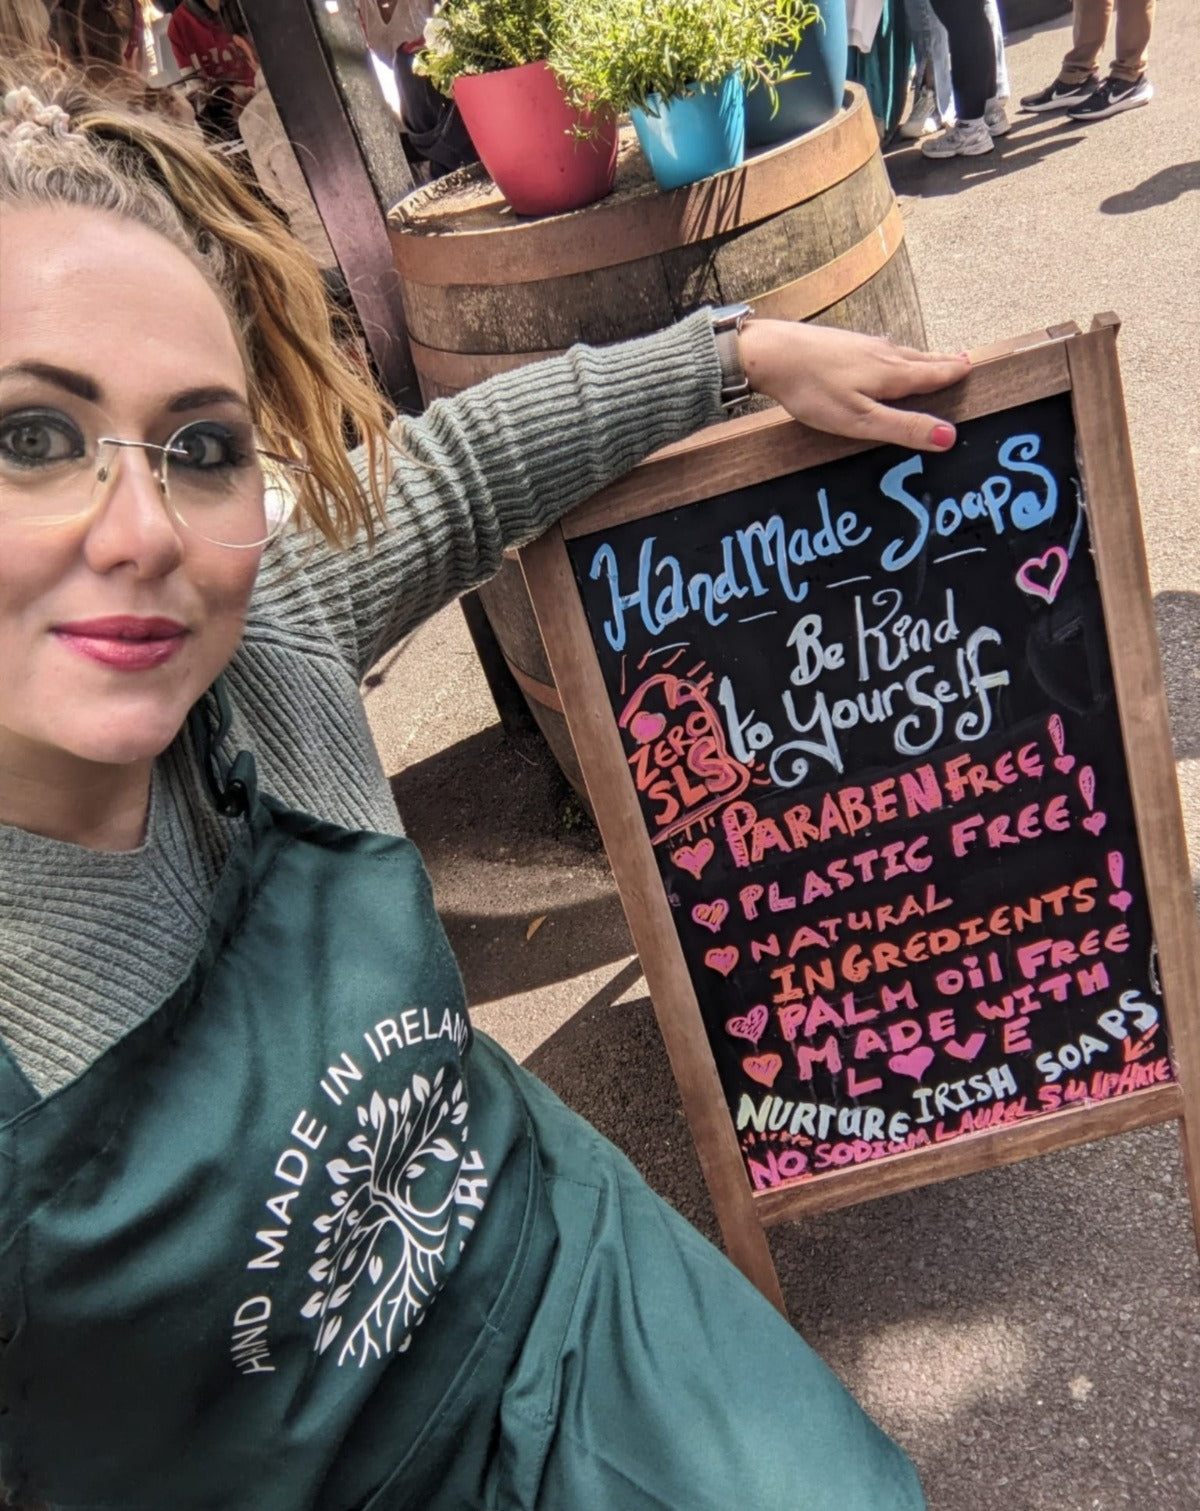 HandMade Soaps
Be Kind
to YourSelf
ZERO
SLS
PARABEN FREE!
PLASTIC FREE!
NATURAL
INGREDIENTS!
PALM Oil FREE
MADE WITH
LOVE
NURTURE IRISH SOAPS
NO SODIUM LAUREL SULPHATE
HAND MADE IN IRELAND